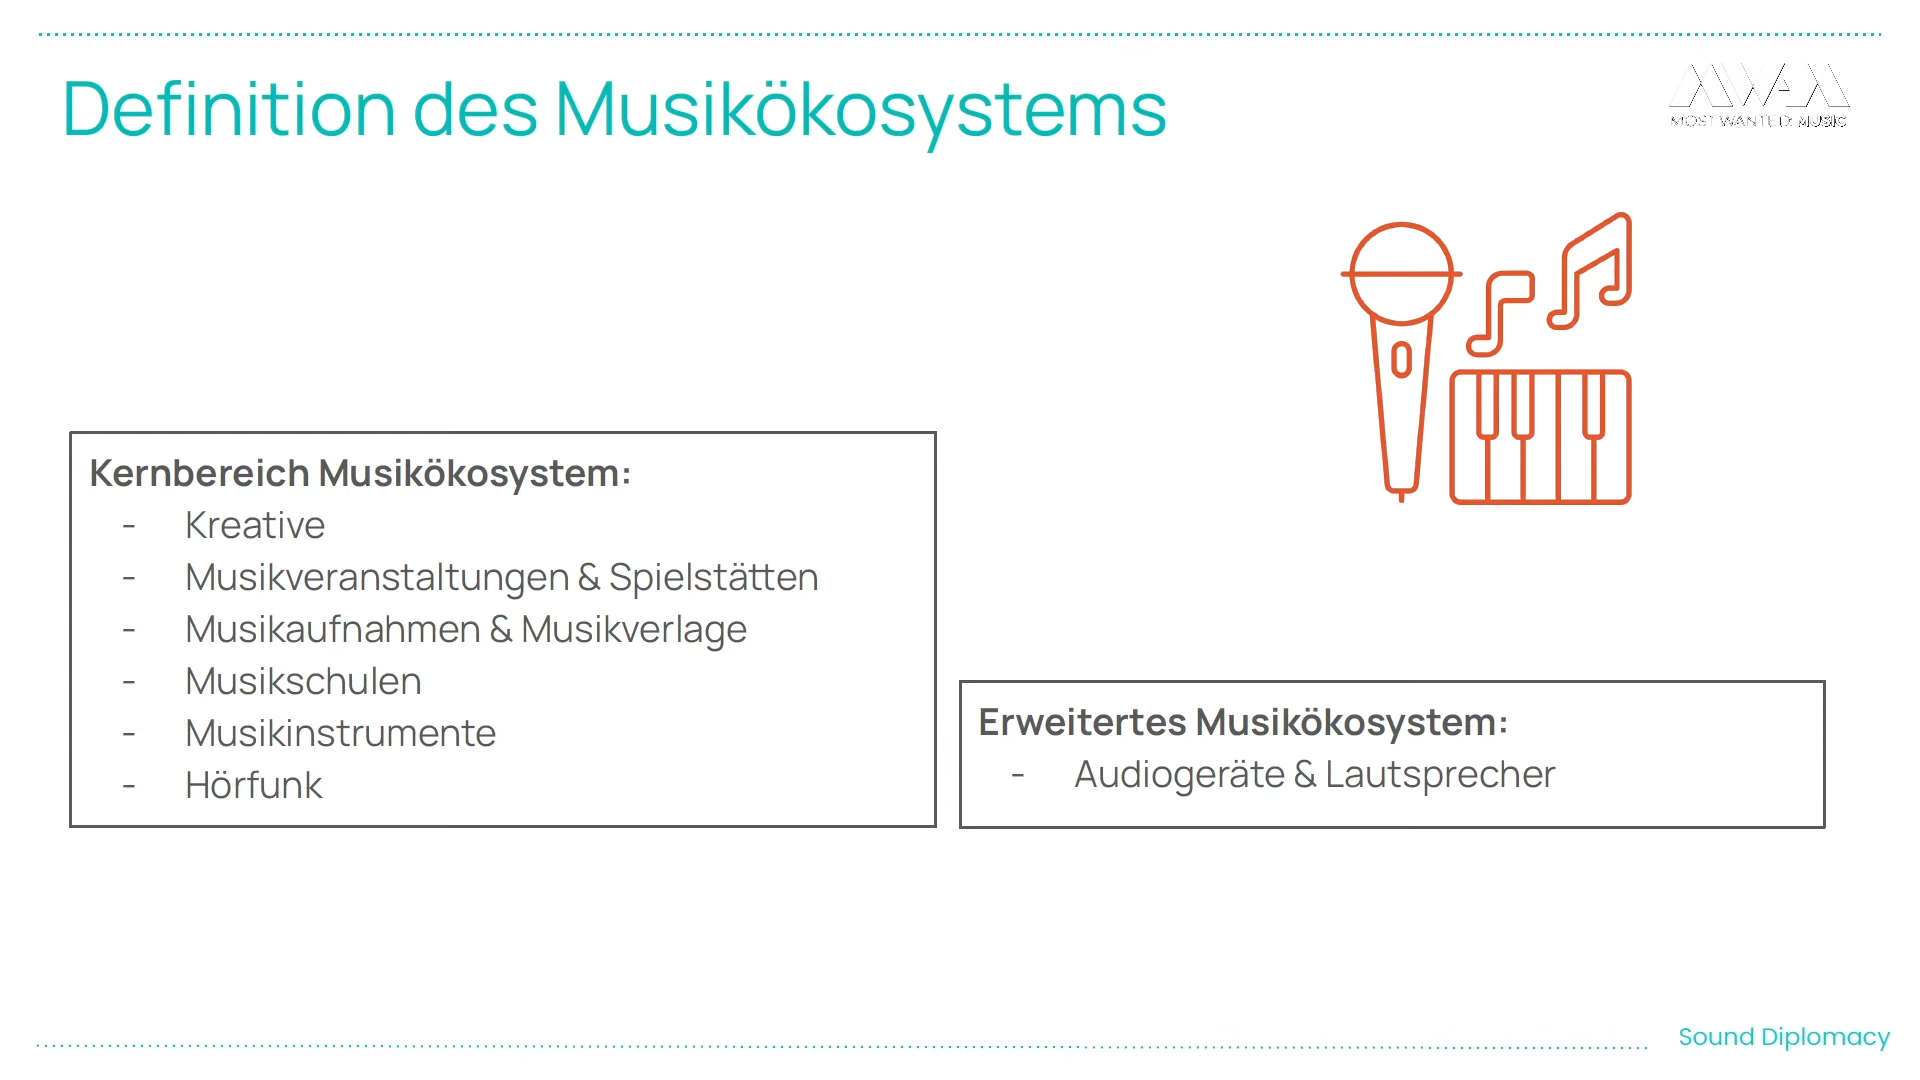 Definition des Musikökosystems
MOST WANTED: MUSIC
Kernbereich Musikökosystem:
- Kreative
- Musikveranstaltungen & Spielstätten
- Musikaufnahmen & Musikverlage
- Musikschulen
- Musikinstrumente
- Hörfunk
Erweitertes Musikökosystem:
- Audiogeräte & Lautsprecher
Sound Diplomacy